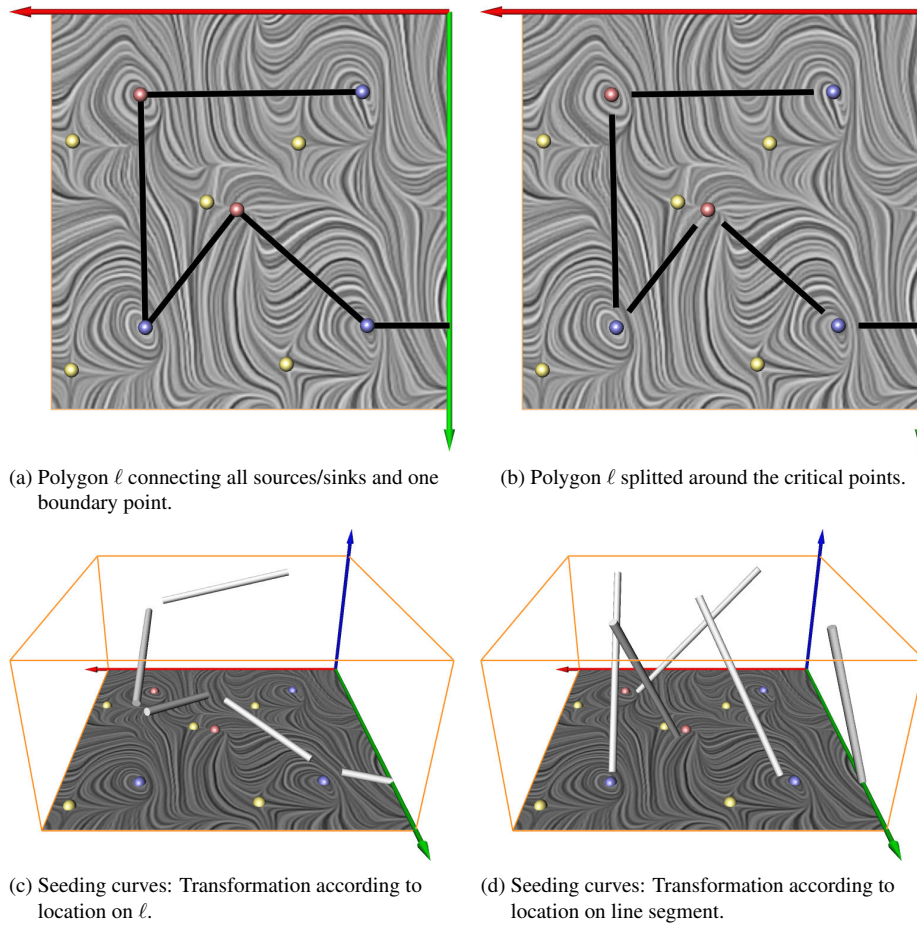 (a) Polygon ℓ connecting all sources/sinks and one
boundary point.
(b) Polygon ℓ splitted around the critical points.
(c) Seeding curves: Transformation according to
location on ℓ.
(d) Seeding curves: Transformation according to
location on line segment.